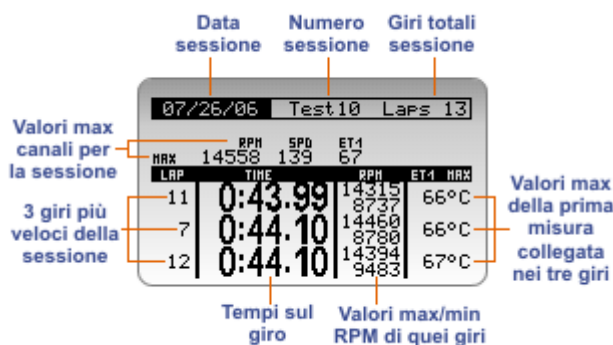 Data sessione
Numero sessione
Giri totali sessione
07/26/06 Test10 Laps 13
Valori max canali per la sessione
RPM SPD ET1
MAX 14558 139 67
LAP TIME RPM ET1 MAX
11 0:43.99 14315 8737 66°C
7 0:44.10 14460 8780 66°C
12 0:44.10 14394 9483 67°C
3 giri più veloci della sessione
Valori max della prima misura collegata nei tre giri
Tempi sul giro
Valori max/min RPM di quei giri